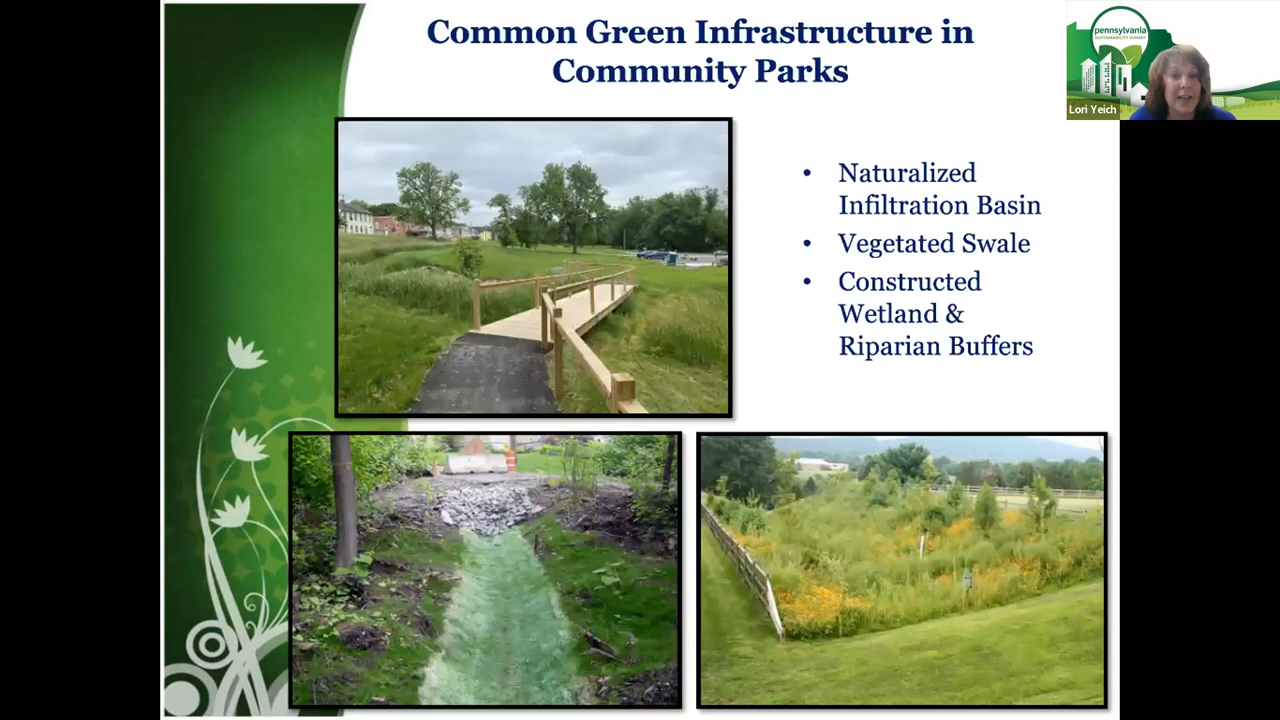 Common Green Infrastructure in
Community Parks
pennsylvania
SUSTAINABILITY SUMMIT
Lori Yeich
• Naturalized
Infiltration Basin
• Vegetated Swale
• Constructed
Wetland &
Riparian Buffers